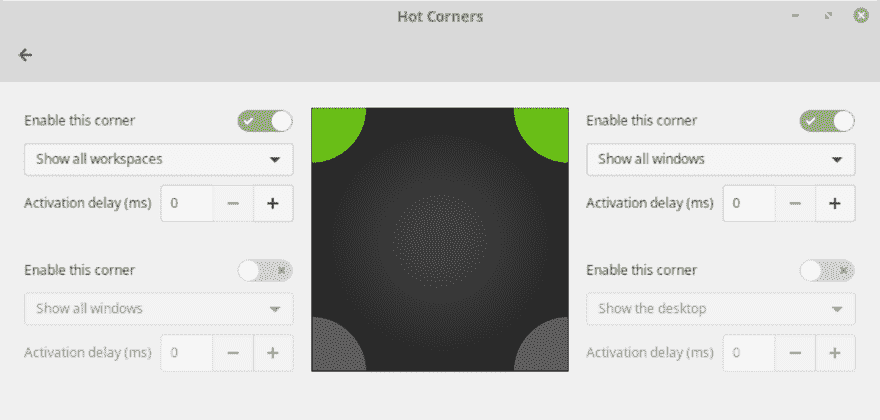 Hot Corners
Enable this corner
Show all workspaces
Activation delay (ms) 0
Enable this corner
Show all windows
Activation delay (ms) 0
Enable this corner
Show all windows
Activation delay (ms) 0
Enable this corner
Show the desktop
Activation delay (ms) 0